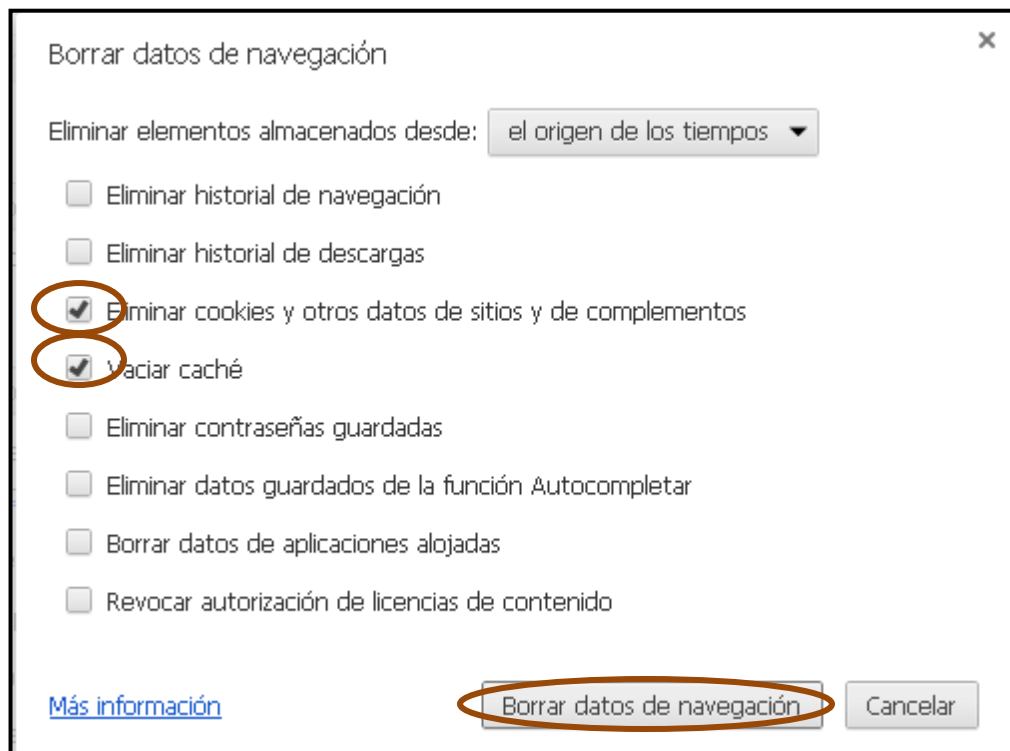 Borrar datos de navegación
Eliminar elementos almacenados desde: el origen de los tiempos
Eliminar historial de navegación
Eliminar historial de descargas
Eliminar cookies y otros datos de sitios y de complementos
Vaciar caché
Eliminar contraseñas guardadas
Eliminar datos guardados de la función Autocompletar
Borrar datos de aplicaciones alojadas
Revocar autorización de licencias de contenido
Más información Borrar datos de navegación Cancelar